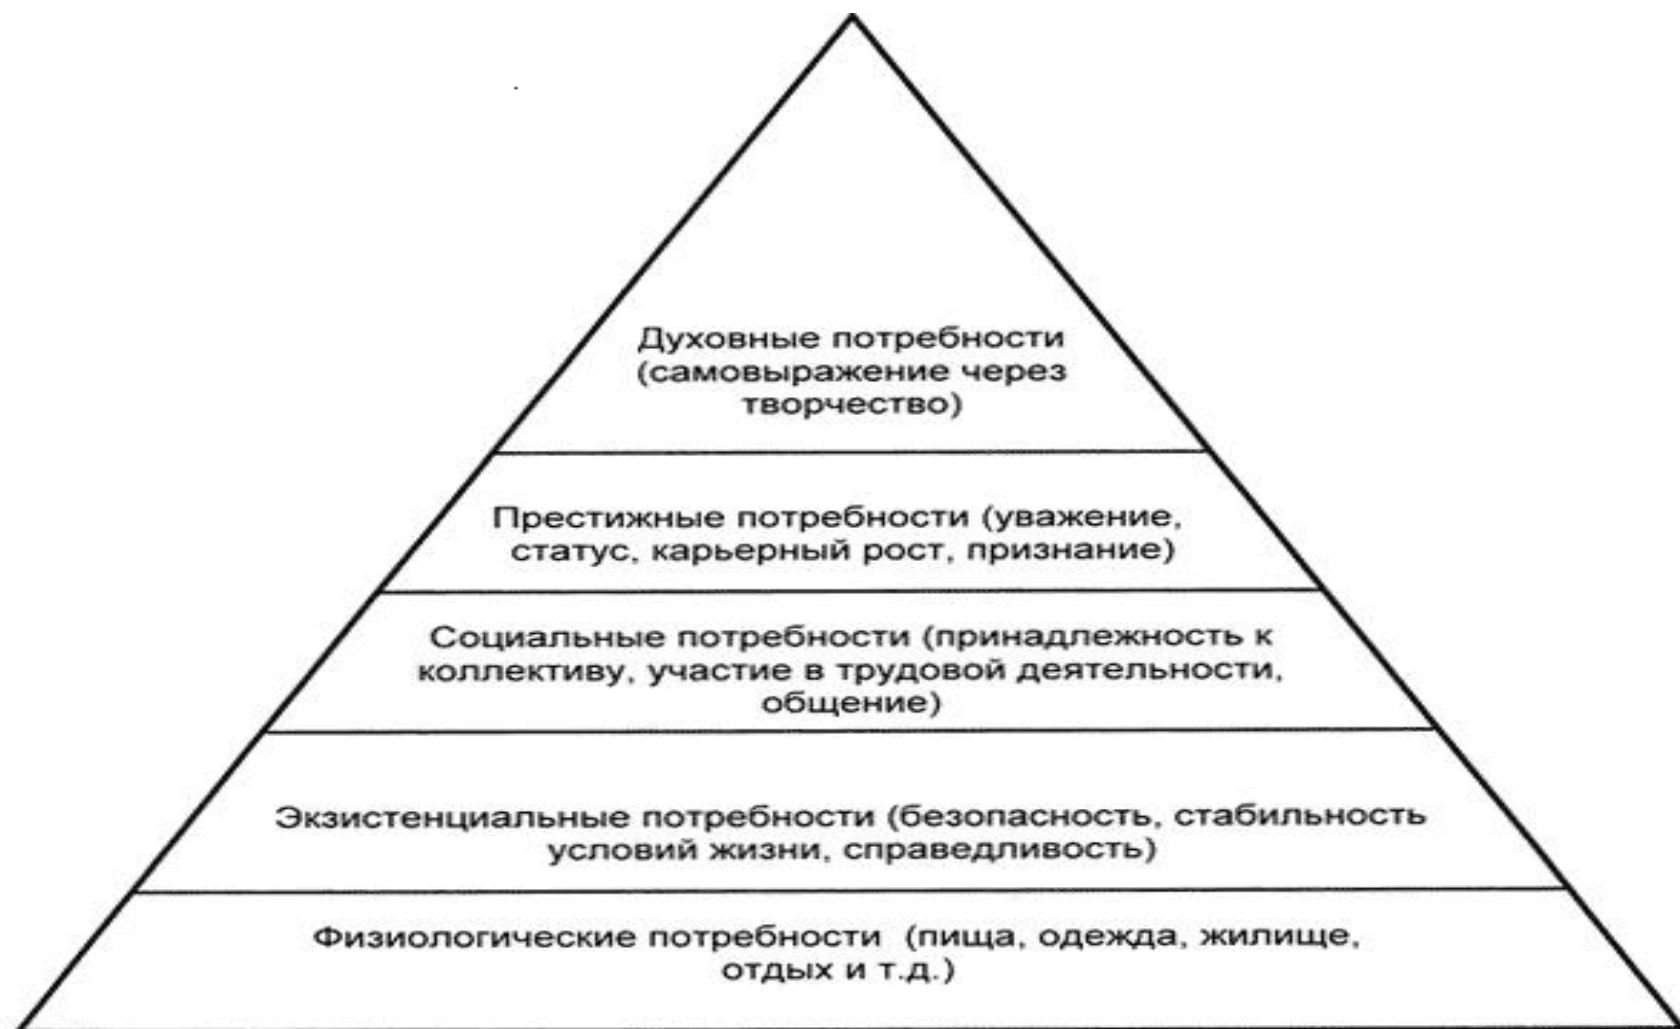 Духовные потребности
(самовыражение через
творчество)
Престижные потребности (уважение,
статус, карьерный рост, признание)
Социальные потребности (принадлежность к
коллективу, участие в трудовой деятельности,
общение)
Экзистенциальные потребности (безопасность, стабильность
условий жизни, справедливость)
Физиологические потребности (пища, одежда, жилище,
отдых и т.д.)